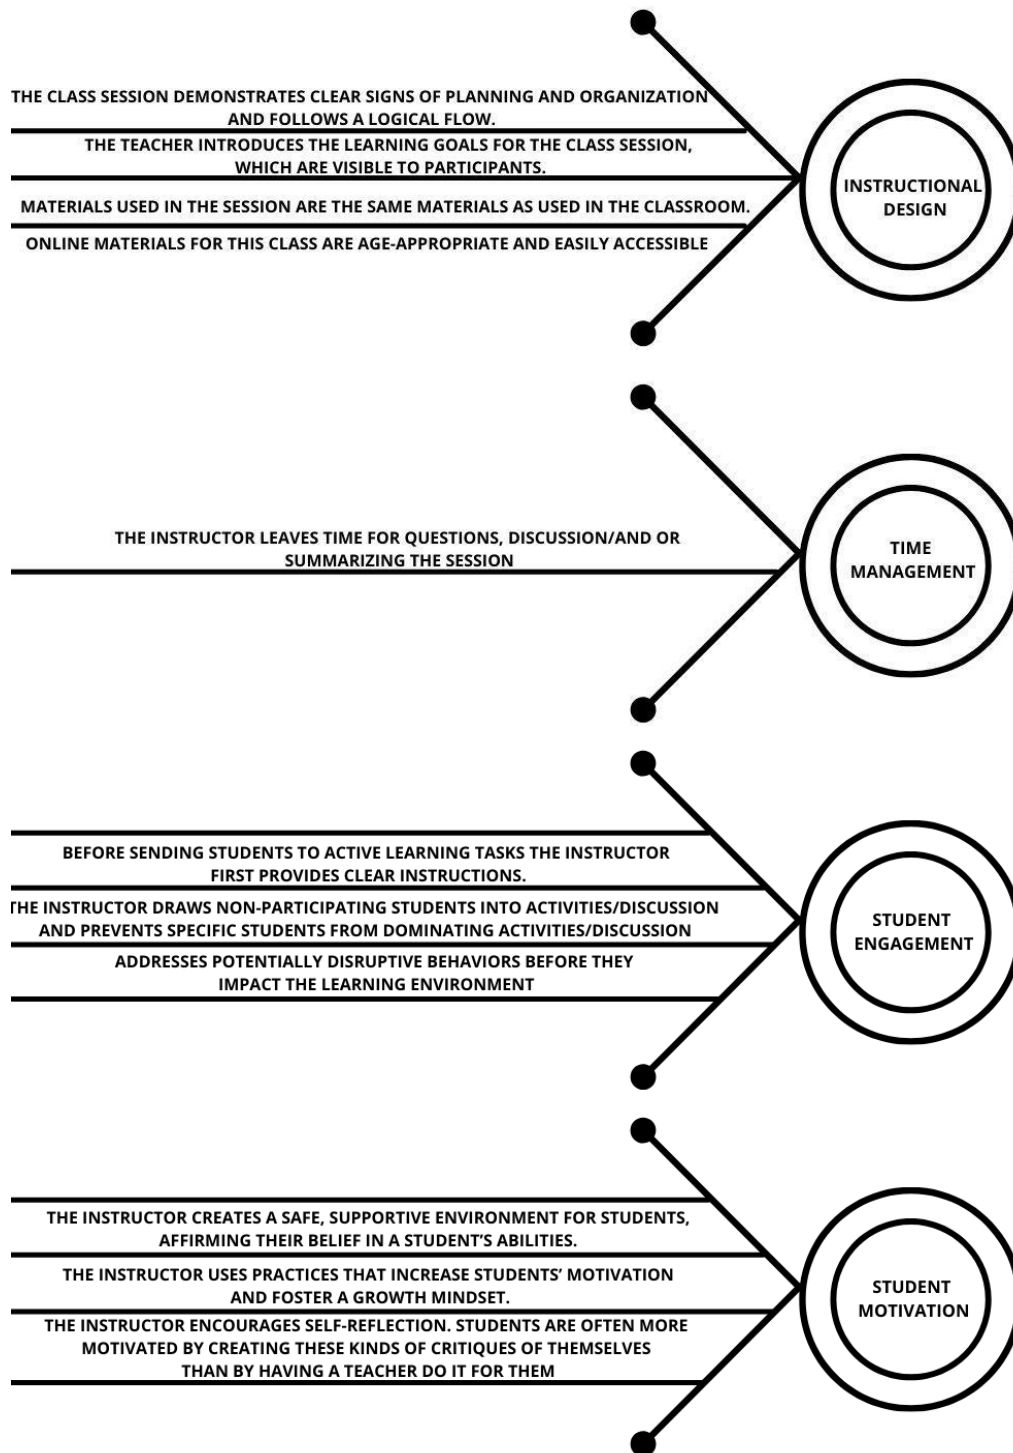 THE CLASS SESSION DEMONSTRATES CLEAR SIGNS OF PLANNING AND ORGANIZATION
AND FOLLOWS A LOGICAL FLOW.
THE TEACHER INTRODUCES THE LEARNING GOALS FOR THE CLASS SESSION,
WHICH ARE VISIBLE TO PARTICIPANTS.
MATERIALS USED IN THE SESSION ARE THE SAME MATERIALS AS USED IN THE CLASSROOM.
ONLINE MATERIALS FOR THIS CLASS ARE AGE-APPROPRIATE AND EASILY ACCESSIBLE
INSTRUCTIONAL
DESIGN
THE INSTRUCTOR LEAVES TIME FOR QUESTIONS, DISCUSSION/AND OR
SUMMARIZING THE SESSION
TIME
MANAGEMENT
BEFORE SENDING STUDENTS TO ACTIVE LEARNING TASKS THE INSTRUCTOR
FIRST PROVIDES CLEAR INSTRUCTIONS.
THE INSTRUCTOR DRAWS NON-PARTICIPATING STUDENTS INTO ACTIVITIES/DISCUSSION
AND PREVENTS SPECIFIC STUDENTS FROM DOMINATING ACTIVITIES/DISCUSSION
ADDRESSES POTENTIALLY DISRUPTIVE BEHAVIORS BEFORE THEY
IMPACT THE LEARNING ENVIRONMENT
STUDENT
ENGAGEMENT
THE INSTRUCTOR CREATES A SAFE, SUPPORTIVE ENVIRONMENT FOR STUDENTS,
AFFIRMING THEIR BELIEF IN A STUDENT'S ABILITIES.
THE INSTRUCTOR USES PRACTICES THAT INCREASE STUDENTS' MOTIVATION
AND FOSTER A GROWTH MINDSET.
THE INSTRUCTOR ENCOURAGES SELF-REFLECTION. STUDENTS ARE OFTEN MORE
MOTIVATED BY CREATING THESE KINDS OF CRITIQUES OF THEMSELVES
THAN BY HAVING A TEACHER DO IT FOR THEM
STUDENT
MOTIVATION